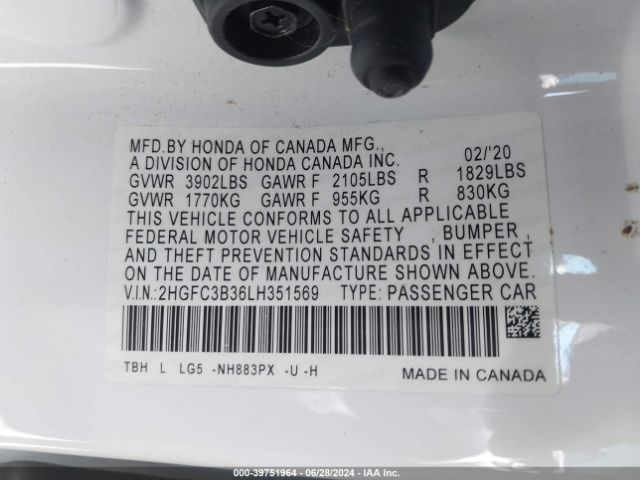 MFD.BY HONDA OF CANADA MFG.,
A DIVISION OF HONDA CANADA INC. 02/'20
GVWR 3902LBS GAWR F 2105LBS R 1829LBS
GVWR 1770KG GAWR F 955KG R 830KG
THIS VEHICLE CONFORMS TO ALL APPLICABLE
FEDERAL MOTOR VEHICLE SAFETY , BUMPER ,
AND THEFT PREVENTION STANDARDS IN EFFECT
ON THE DATE OF MANUFACTURE SHOWN ABOVE.
V.I.N.: 2HGFC3B36LH351569 TYPE: PASSENGER CAR
TBH L LG5 -NH883PX -U -H MADE IN CANADA
000-39751964 - 06/28/2024 - IAA Inc.